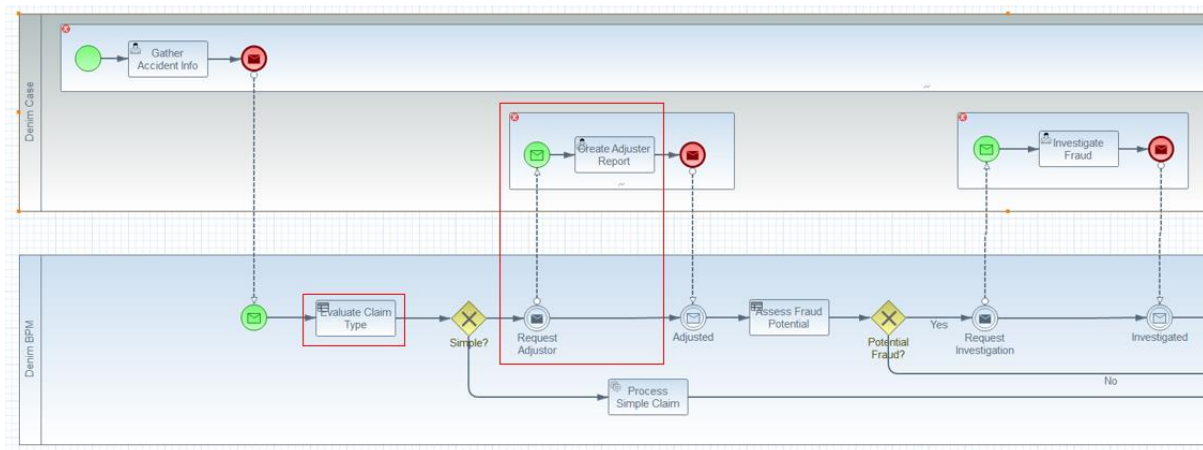 Denim Case
Gather
Accident Info
Create Adjuster
Report
Investigate
Fraud
Denim BPM
Evaluate Claim
Type
Simple?
Request
Adjustor
Adjusted
Assess Fraud
Potential
Potential
Fraud?
Yes
Request
Investigation
Investigated
No
Process
Simple Claim